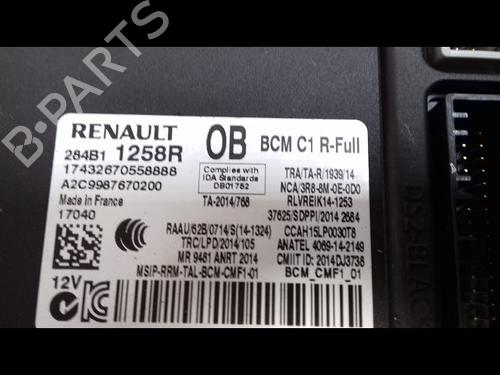 RENAULT
284B1 1258R
17432670558888
A2C9987670200
Made in France
17040
12V
OB
BCM C1 R-Full
Complies with
IDA Standards
DB01752
TA-2014/768
TRA/TA-R/1939/14
NCA/3R8-8M-0E-0D0
RLVREIK14-1253
37625/SDPPI/2014 2684
RAAU/62B/0714/S(14-1324)
CCAH15LP0030T8
TRC/LPD/2014/105
ANATEL 4069-14-2149
MR 9481 ANRT 2014
CMIIT ID: 2014DJ3738
MSIP-RRM-TAL-BCM-CMF1-01
BCM_CMF1_01
DS2-BLACK
B-PARTS